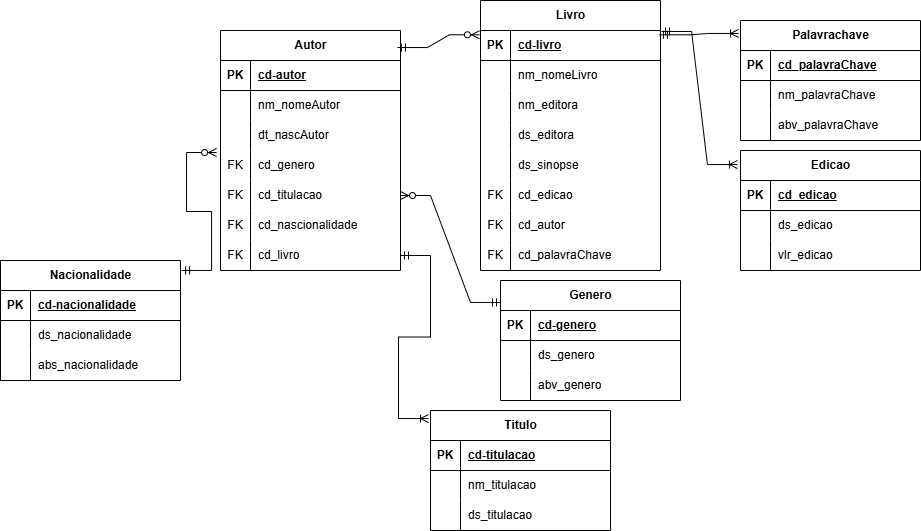 Autor
PK cd-autor
nm_nomeAutor
dt_nascAutor
FK cd_genero
FK cd_titulacao
FK cd_nascionalidade
FK cd_livro
Livro
PK cd-livro
nm_nomeLivro
nm_editora
ds_editora
ds_sinopse
FK cd_edicao
FK cd_autor
FK cd_palavraChave
Palavrachave
PK cd_palavraChave
nm_palavraChave
abv_palavraChave
Edicao
PK cd_edicao
ds_edicao
vlr_edicao
Nacionalidade
PK cd-nacionalidade
ds_nacionalidade
abs_nacionalidade
Genero
PK cd-genero
ds_genero
abv_genero
Titulo
PK cd-titulacao
nm_titulacao
ds_titulacao